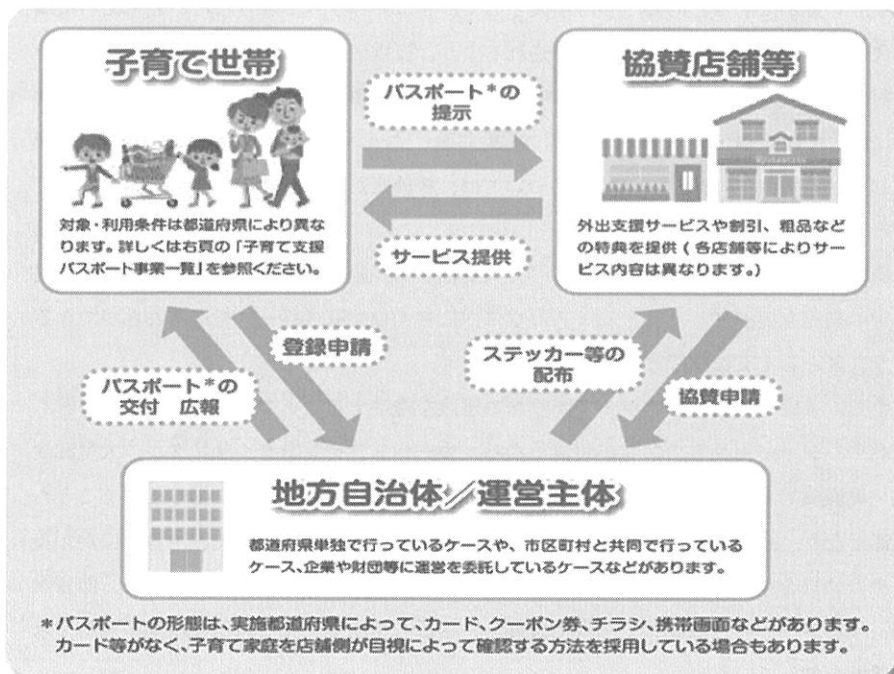 子育て世帯
対象・利用条件は都道府県により異な
ります。詳しくは右頁の「子育て支援
パスポート事業一覧」を参照ください。
パスポート*の
提示
サービス提供
協賛店舗等
外出支援サービスや割引、粗品など
の特典を提供(各店舗等によりサー
ビス内容は異なります。)
登録申請
パスポート*の
交付 広報
ステッカー等の
配布
協賛申請
地方自治体/運営主体
都道府県単独で行っているケースや、市区町村と共同で行っている
ケース、企業や財団等に運営を委託しているケースなどがあります。
*パスポートの形態は、実施都道府県によって、カード、クーポン券、チラシ、携帯画面などがあります。
カード等がなく、子育て家庭を店舗側が目視によって確認する方法を採用している場合もあります。